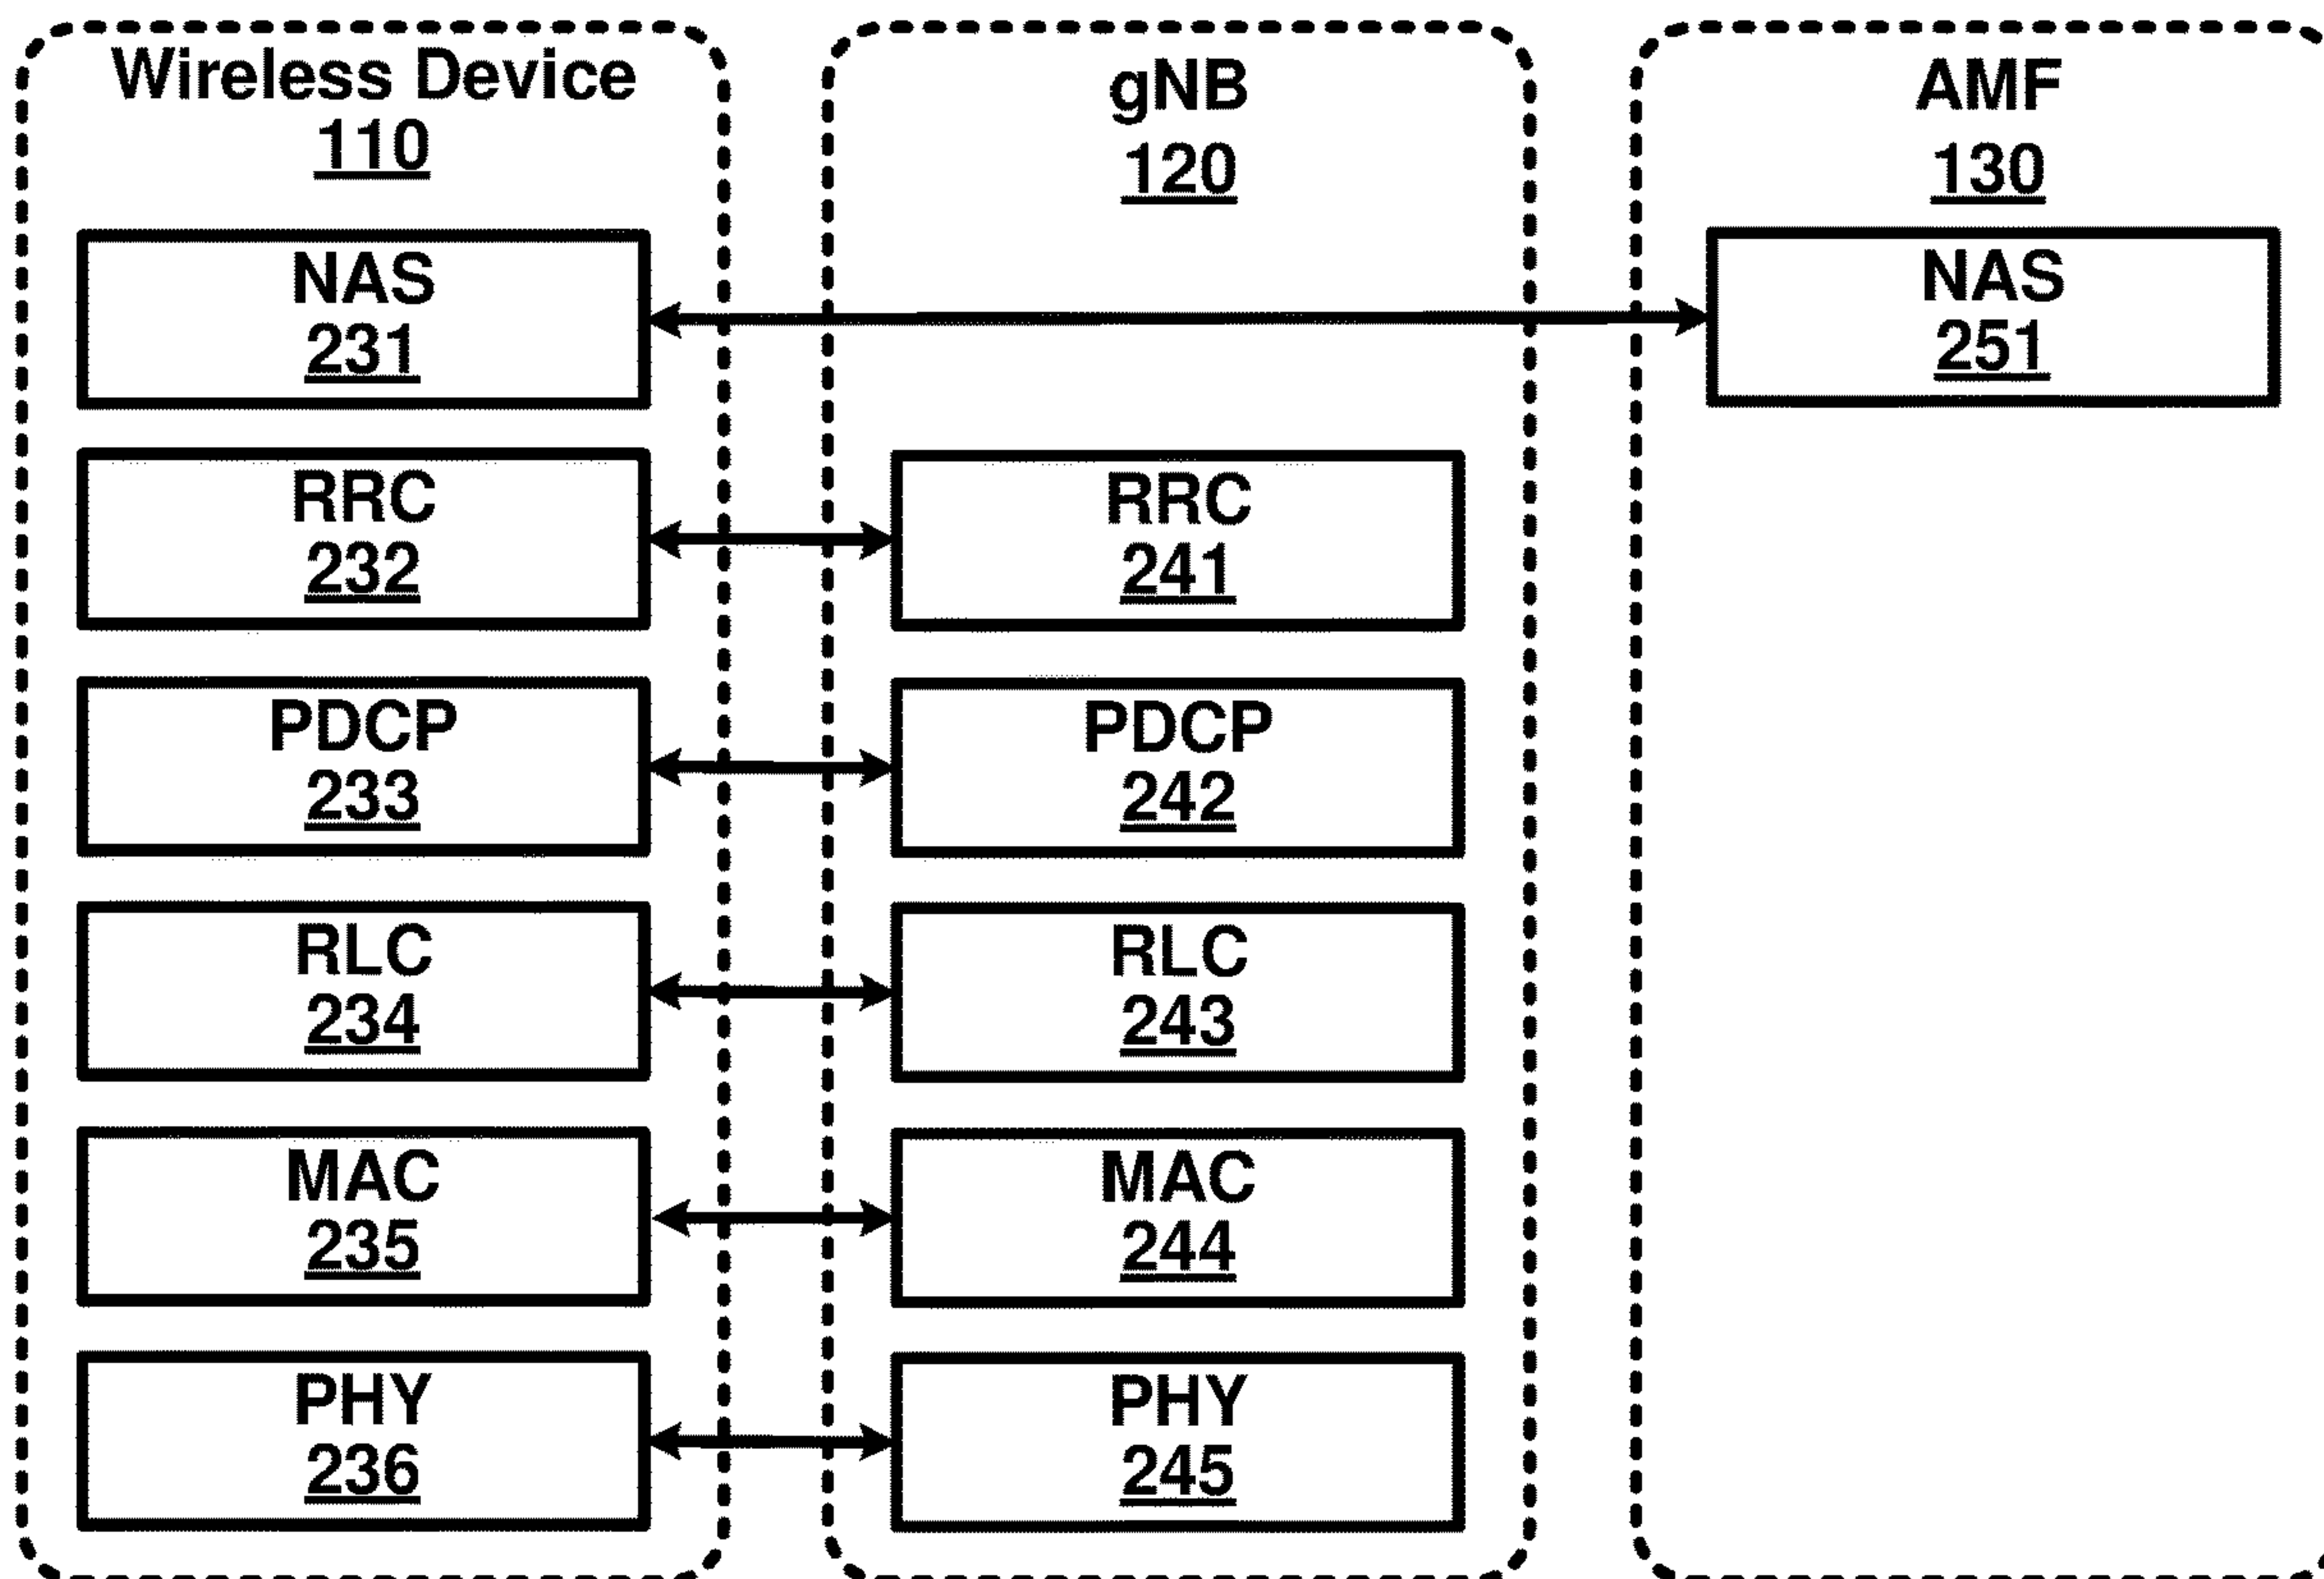 Wireless Device
110
gNB
120
AMF
130
NAS
231
NAS
251
RRC
232
RRC
241
PDCP
233
PDCP
242
RLC
234
RLC
243
MAC
235
MAC
244
PHY
236
PHY
245